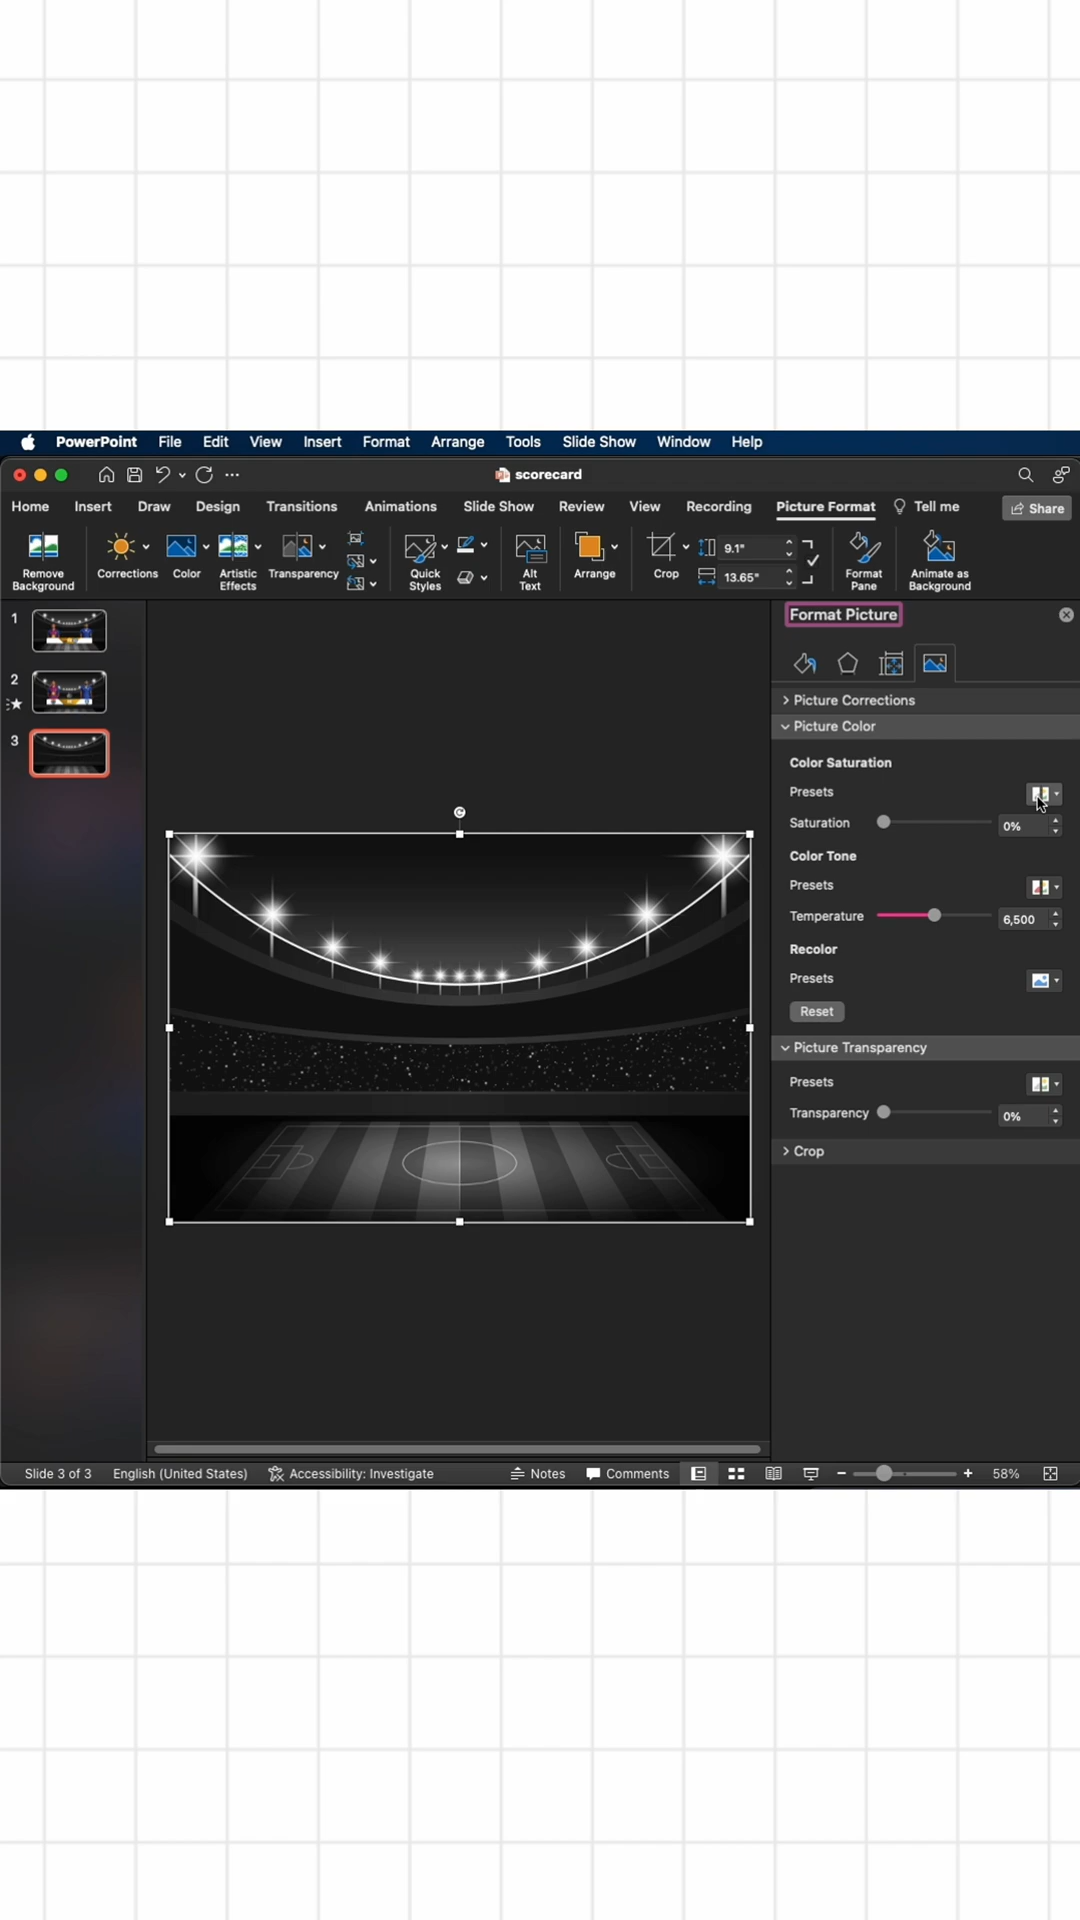 PowerPoint File Edit View Insert Format Arrange Tools Slide Show Window Help
scorecard
Home Insert Draw Design Transitions Animations Slide Show Review View Recording Picture Format Tell me Share
Remove Background
Corrections
Color
Artistic Effects
Transparency
Quick Styles
Alt Text
Arrange
Crop
9.1"
13.65"
Format Pane
Animate as Background
1
2
3
Format Picture
Picture Corrections
Picture Color
Color Saturation
Presets
Saturation 0%
Color Tone
Presets
Temperature 6,500
Recolor
Presets
Reset
Picture Transparency
Presets
Transparency 0%
Crop
Slide 3 of 3 English (United States) Accessibility: Investigate Notes Comments 58%